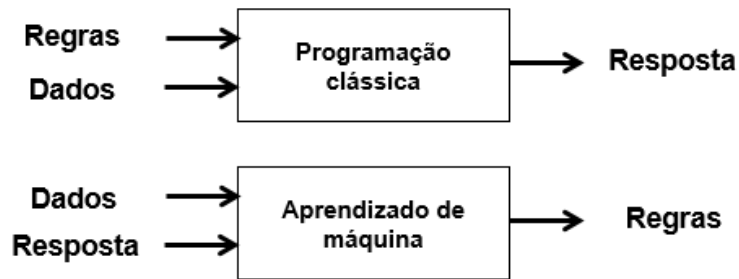 Regras
Dados
Programação
clássica
Resposta
Dados
Resposta
Aprendizado de
máquina
Regras